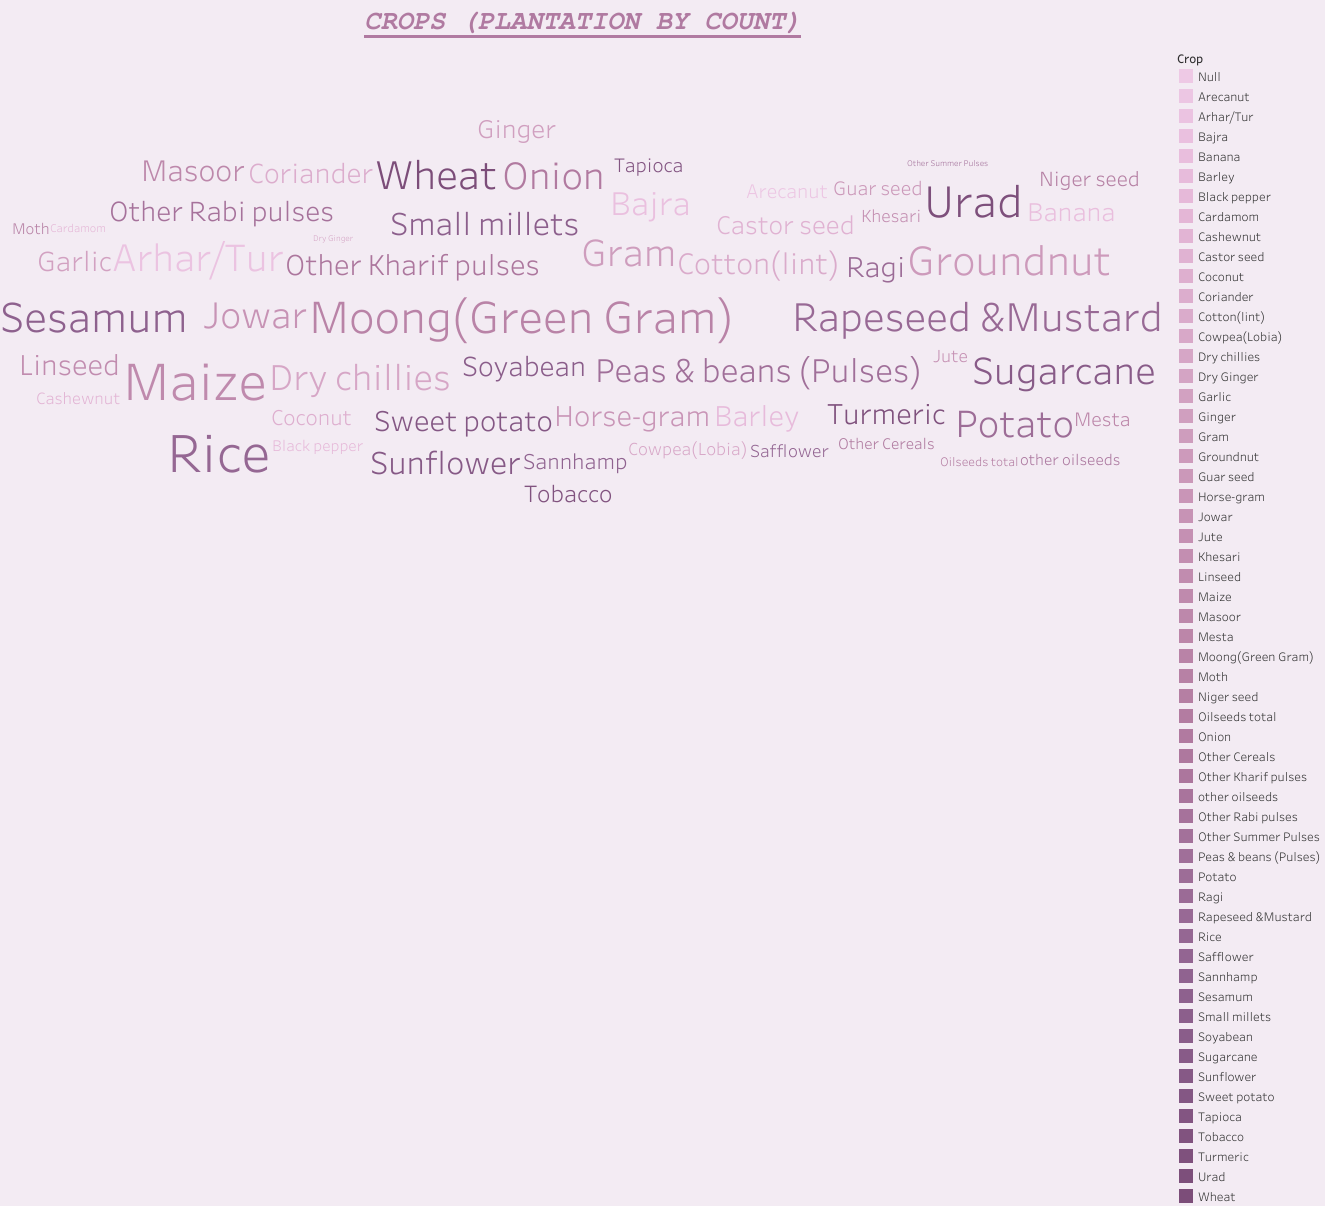 CROPS (PLANTATION BY COUNT)
Ginger
Masoor Coriander Wheat Onion Tapioca
Other Summer Pulses
Arecanut Guar seed Urad Niger seed
Other Rabi pulses Small millets Bajra
Castor seed Khesari Banana
Moth Cardamom
Dry Ginger
Garlic Arhar/Tur Other Kharif pulses Gram Cotton(lint) Ragi Groundnut
Sesamum Jowar Moong(Green Gram) Rapeseed &Mustard
Linseed Maize Dry chillies Soyabean Peas & beans (Pulses) Jute Sugarcane
Cashewnut
Coconut Sweet potato Horse-gram Barley Turmeric Potato Mesta
Rice Black pepper Sunflower Sannhamp Cowpea(Lobia) Safflower Other Cereals Oilseeds total other oilseeds
Tobacco
Crop
Null
Arecanut
Arhar/Tur
Bajra
Banana
Barley
Black pepper
Cardamom
Cashewnut
Castor seed
Coconut
Coriander
Cotton(lint)
Cowpea(Lobia)
Dry chillies
Dry Ginger
Garlic
Ginger
Gram
Groundnut
Guar seed
Horse-gram
Jowar
Jute
Khesari
Linseed
Maize
Masoor
Mesta
Moong(Green Gram)
Moth
Niger seed
Oilseeds total
Onion
Other Cereals
Other Kharif pulses
other oilseeds
Other Rabi pulses
Other Summer Pulses
Peas & beans (Pulses)
Potato
Ragi
Rapeseed &Mustard
Rice
Safflower
Sannhamp
Sesamum
Small millets
Soyabean
Sugarcane
Sunflower
Sweet potato
Tapioca
Tobacco
Turmeric
Urad
Wheat